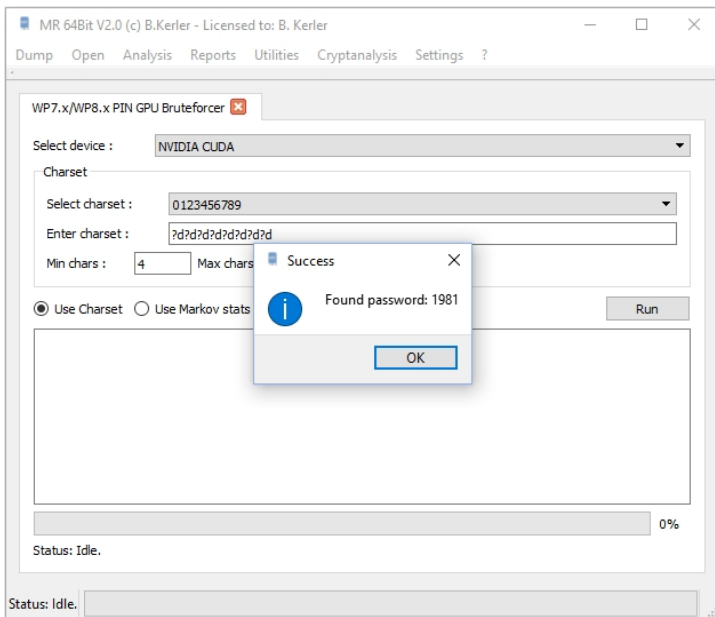 MR 64Bit V2.0 (c) B.Kerler - Licensed to: B. Kerler
Dump Open Analysis Reports Utilities Cryptanalysis Settings ?
WP7.x/WP8.x PIN GPU Bruteforcer
Select device : NVIDIA CUDA
Charset
Select charset : 0123456789
Enter charset : ?d?d?d?d?d?d?d?d
Min chars : 4 Max chars
Success
Found password: 1981
OK
Use Charset Use Markov stats Run
0%
Status: Idle.
Status: Idle.